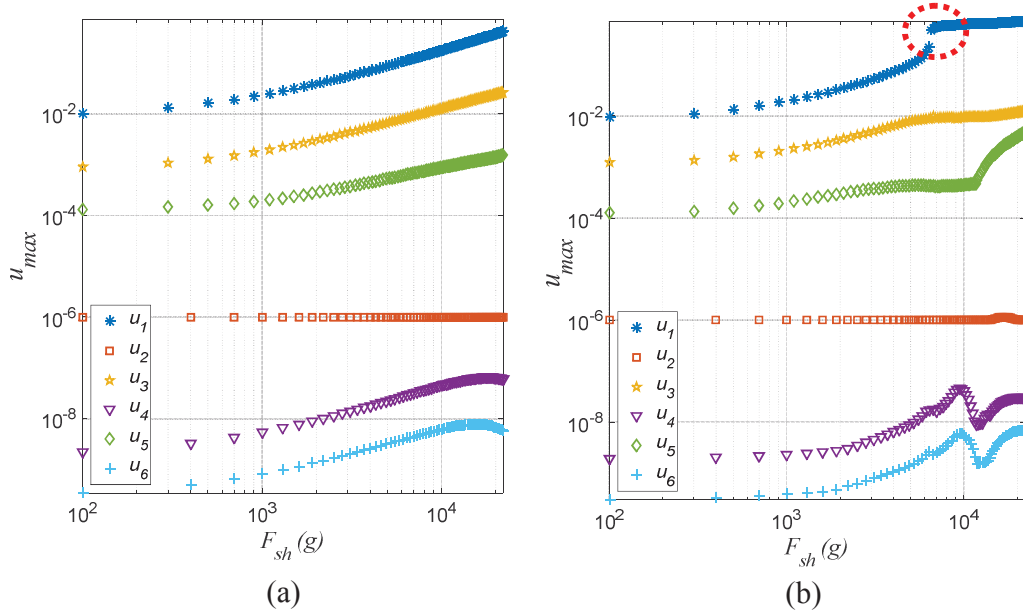 u_max
10^-2
10^-4
10^-6
10^-8
u_1
u_2
u_3
u_4
u_5
u_6
10^2
10^3
10^4
F_sh (g)
(a)
u_max
10^-2
10^-4
10^-6
10^-8
u_1
u_2
u_3
u_4
u_5
u_6
10^2
10^3
10^4
F_sh (g)
(b)